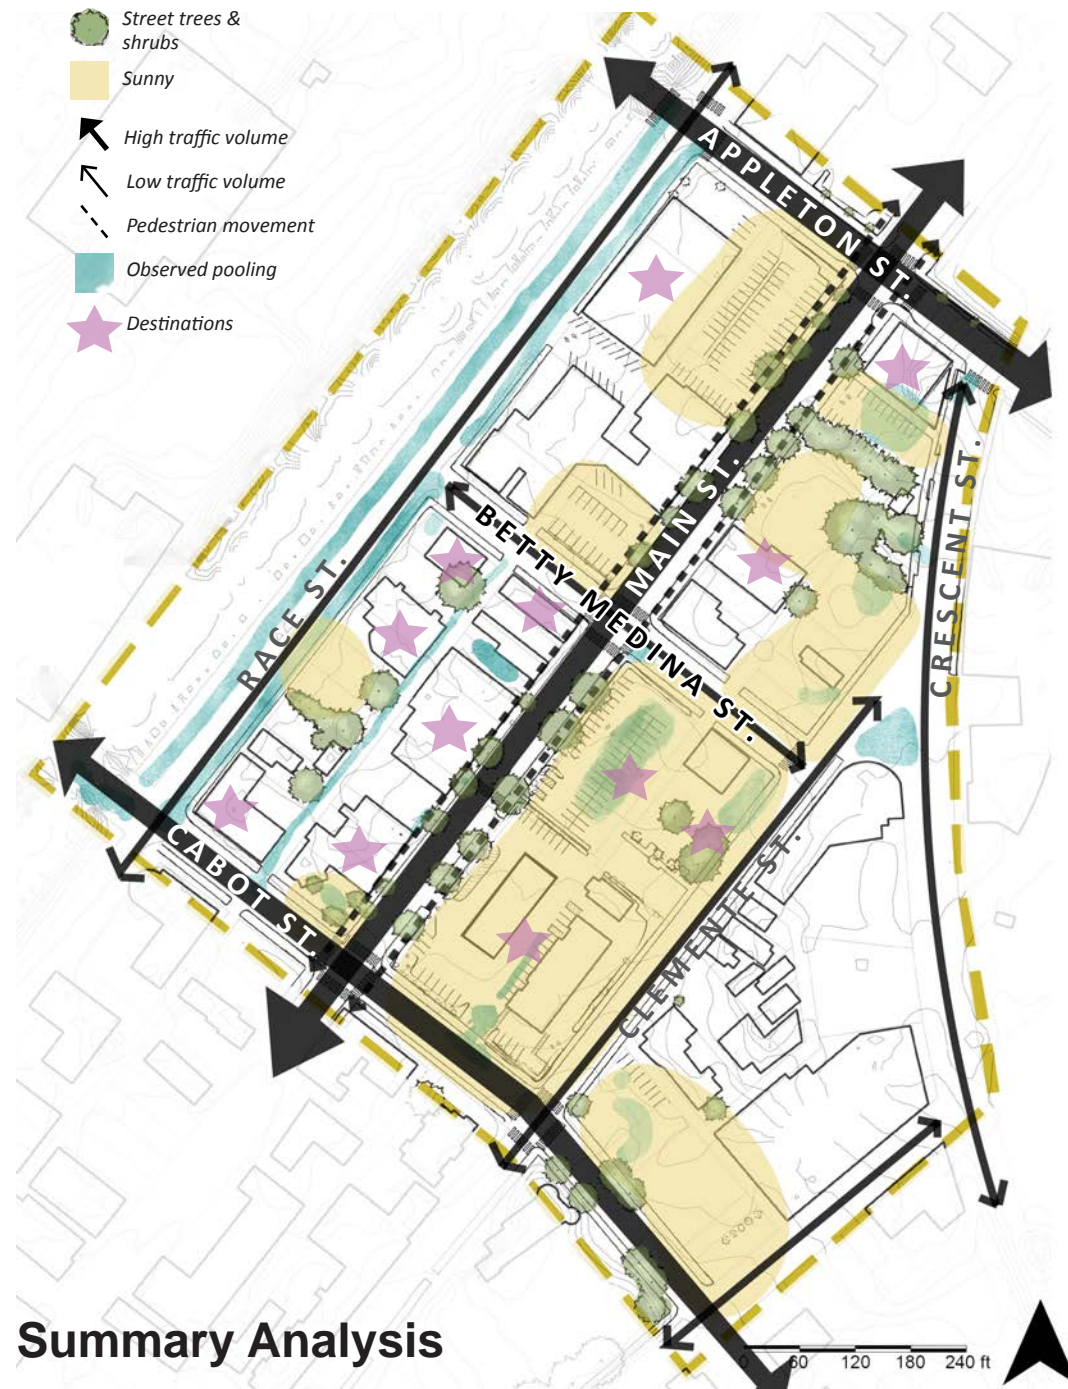 Street trees &
shrubs
Sunny
High traffic volume
Low traffic volume
Pedestrian movement
Observed pooling
Destinations
APPLETON ST.
MAIN ST.
BETTY MEDINA ST.
CRESCENT ST.
RACE ST.
CABOT ST.
CLEMENTE ST.
Summary Analysis
0 60 120 180 240 ft